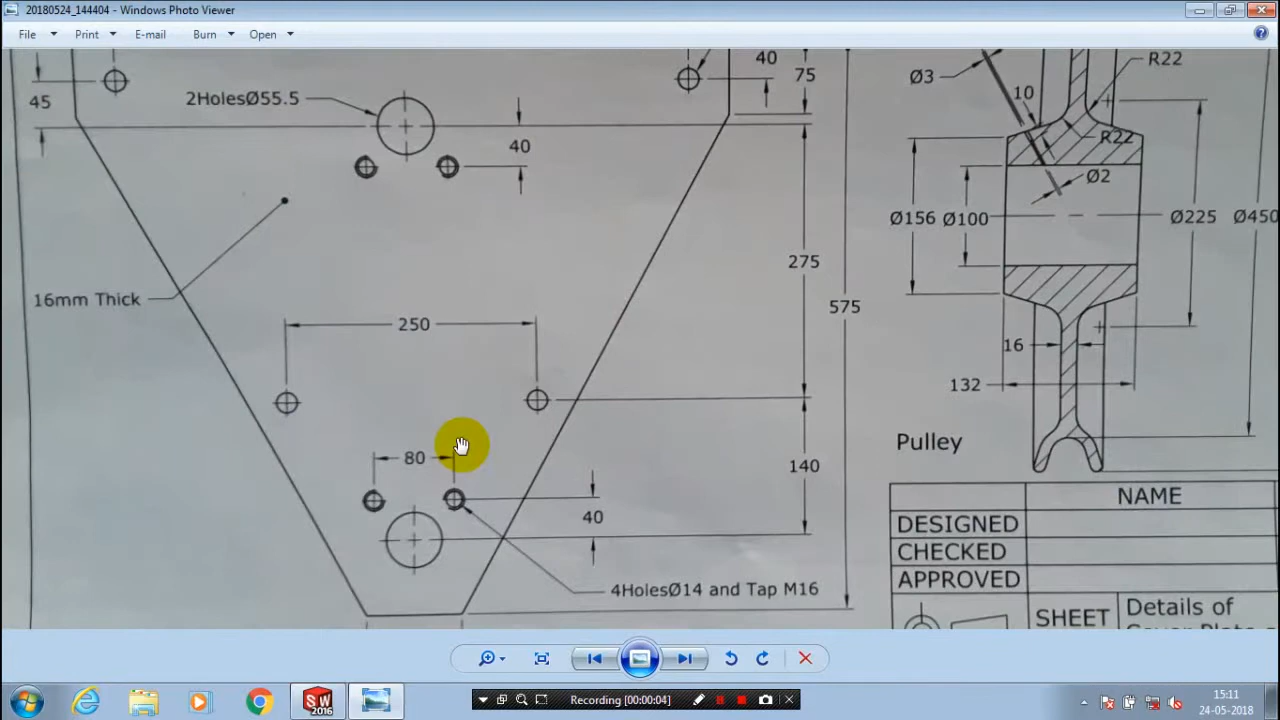 20180524_144404 - Windows Photo Viewer
File Print E-mail Burn Open
45
2HolesØ55.5
40
40
75
16mm Thick
275
575
250
80
140
40
4HolesØ14 and Tap M16
Ø3
R22
10
R22
Ø2
Ø156
Ø100
Ø225
Ø450
16
132
Pulley
NAME
DESIGNED
CHECKED
APPROVED
SHEET
Details of
Recording [00:00:04]
SW
2016
15:11
24-05-2018